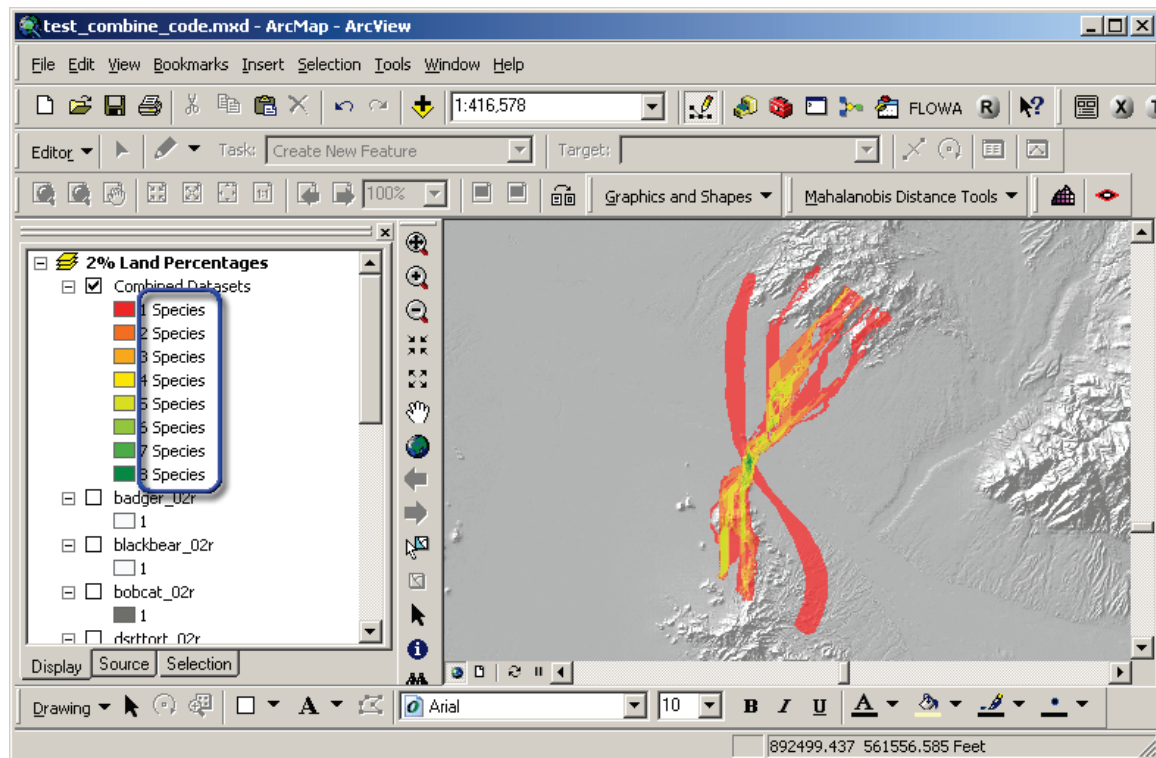 test_combine_code.mxd - ArcMap - ArcView
File Edit View Bookmarks Insert Selection Tools Window Help
1:416,578 FLOWA R X
Editor Task: Create New Feature Target:
1:1 100% Graphics and Shapes Mahalanobis Distance Tools
2% Land Percentages
Combined Datasets
1 Species
2 Species
3 Species
4 Species
5 Species
6 Species
7 Species
8 Species
badger_02r
1
blackbear_02r
1
bobcat_02r
1
dsrttort_02r
Display Source Selection
Drawing A Arial 10 B I U A
892499.437 561556.585 Feet